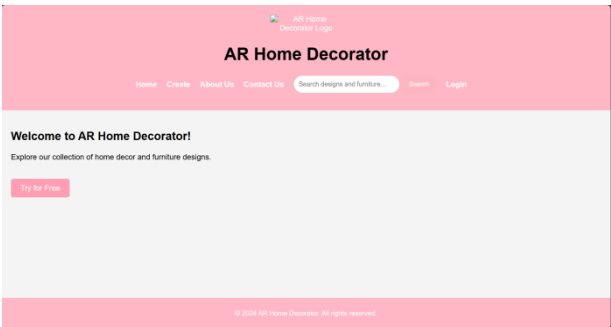 AR Home
Decorator Logo
AR Home Decorator
Home Create About Us Contact Us Search designs and furniture... Search Login
Welcome to AR Home Decorator!
Explore our collection of home decor and furniture designs.
Try for Free
© 2024 AR Home Decorator. All rights reserved.